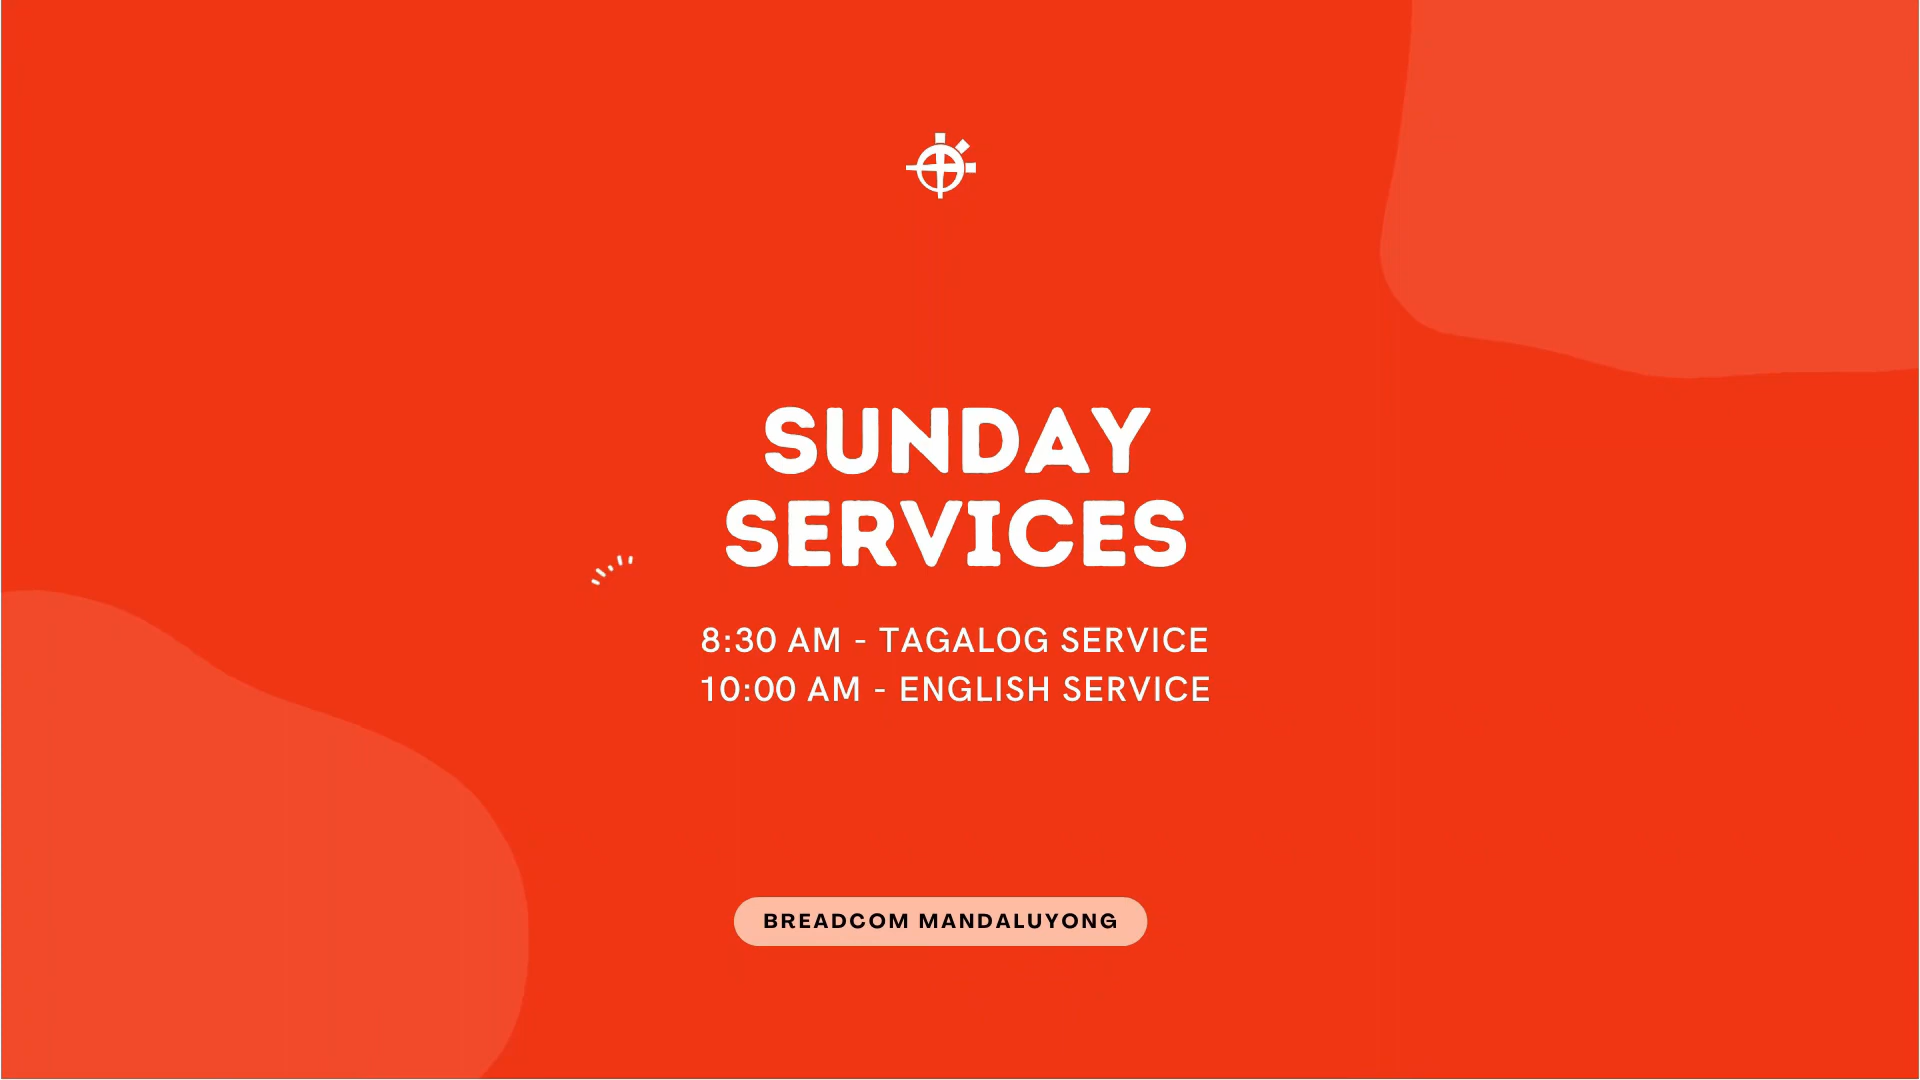 SUNDAY
SERVICES
8:30 AM - TAGALOG SERVICE
10:00 AM - ENGLISH SERVICE
BREADCOM MANDALUYONG